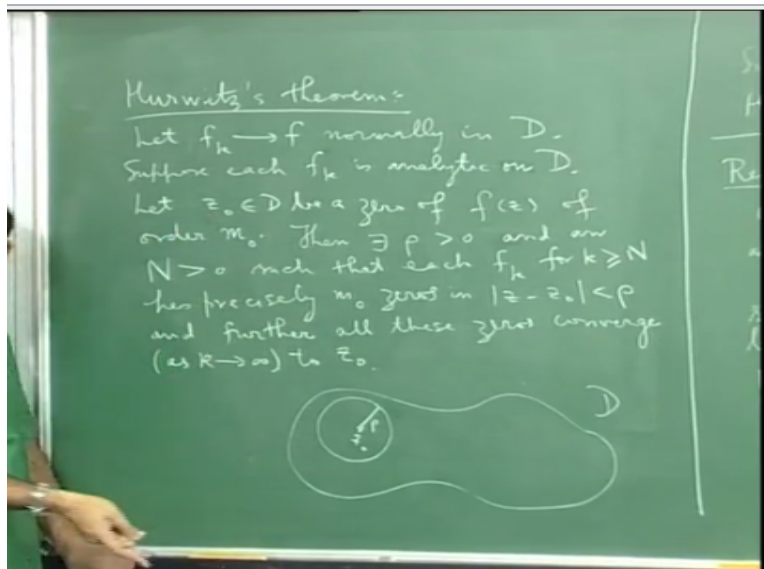 Hurwitz's theorem:
Let fₖ ⟶ f normally in D.
Suppose each fₖ is analytic on D.
Let z₀ ∈ D be a zero of f(z) of
order m₀. Then ∃ ρ > 0 and an
N > 0 such that each fₖ for k ⩾ N
has precisely m₀ zeros in |z - z₀| < ρ
and further all these zeros converge
(as k → ∞) to z₀.
D
ρ
z₀
Re